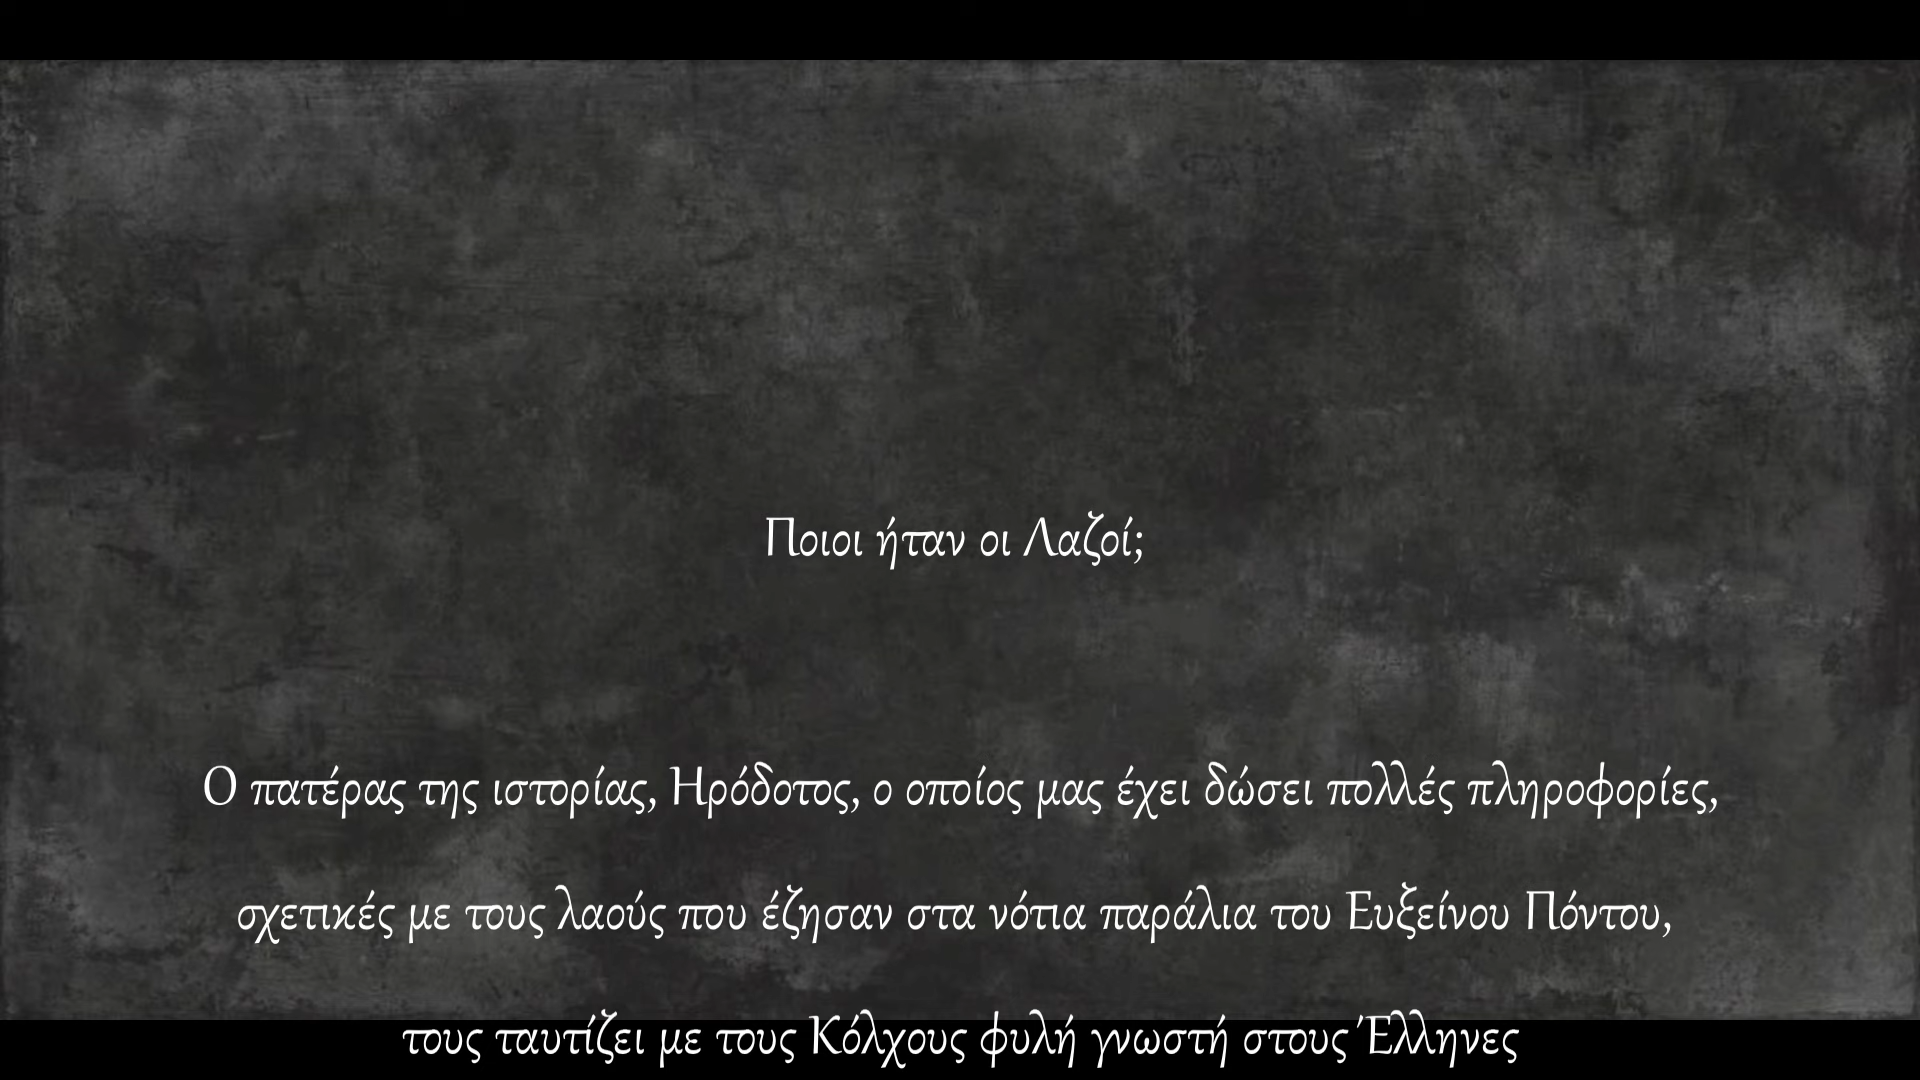 Ποιοι ήταν οι Λαζοί;
Ο πατέρας της ιστορίας, Ηρόδοτος, ο οποίος μας έχει δώσει πολλές πληροφορίες,
σχετικές με τους λαούς που έζησαν στα νότια παράλια του Ευξείνου Πόντου,
τους ταυτίζει με τους Κόλχους φυλή γνωστή στους Έλληνες